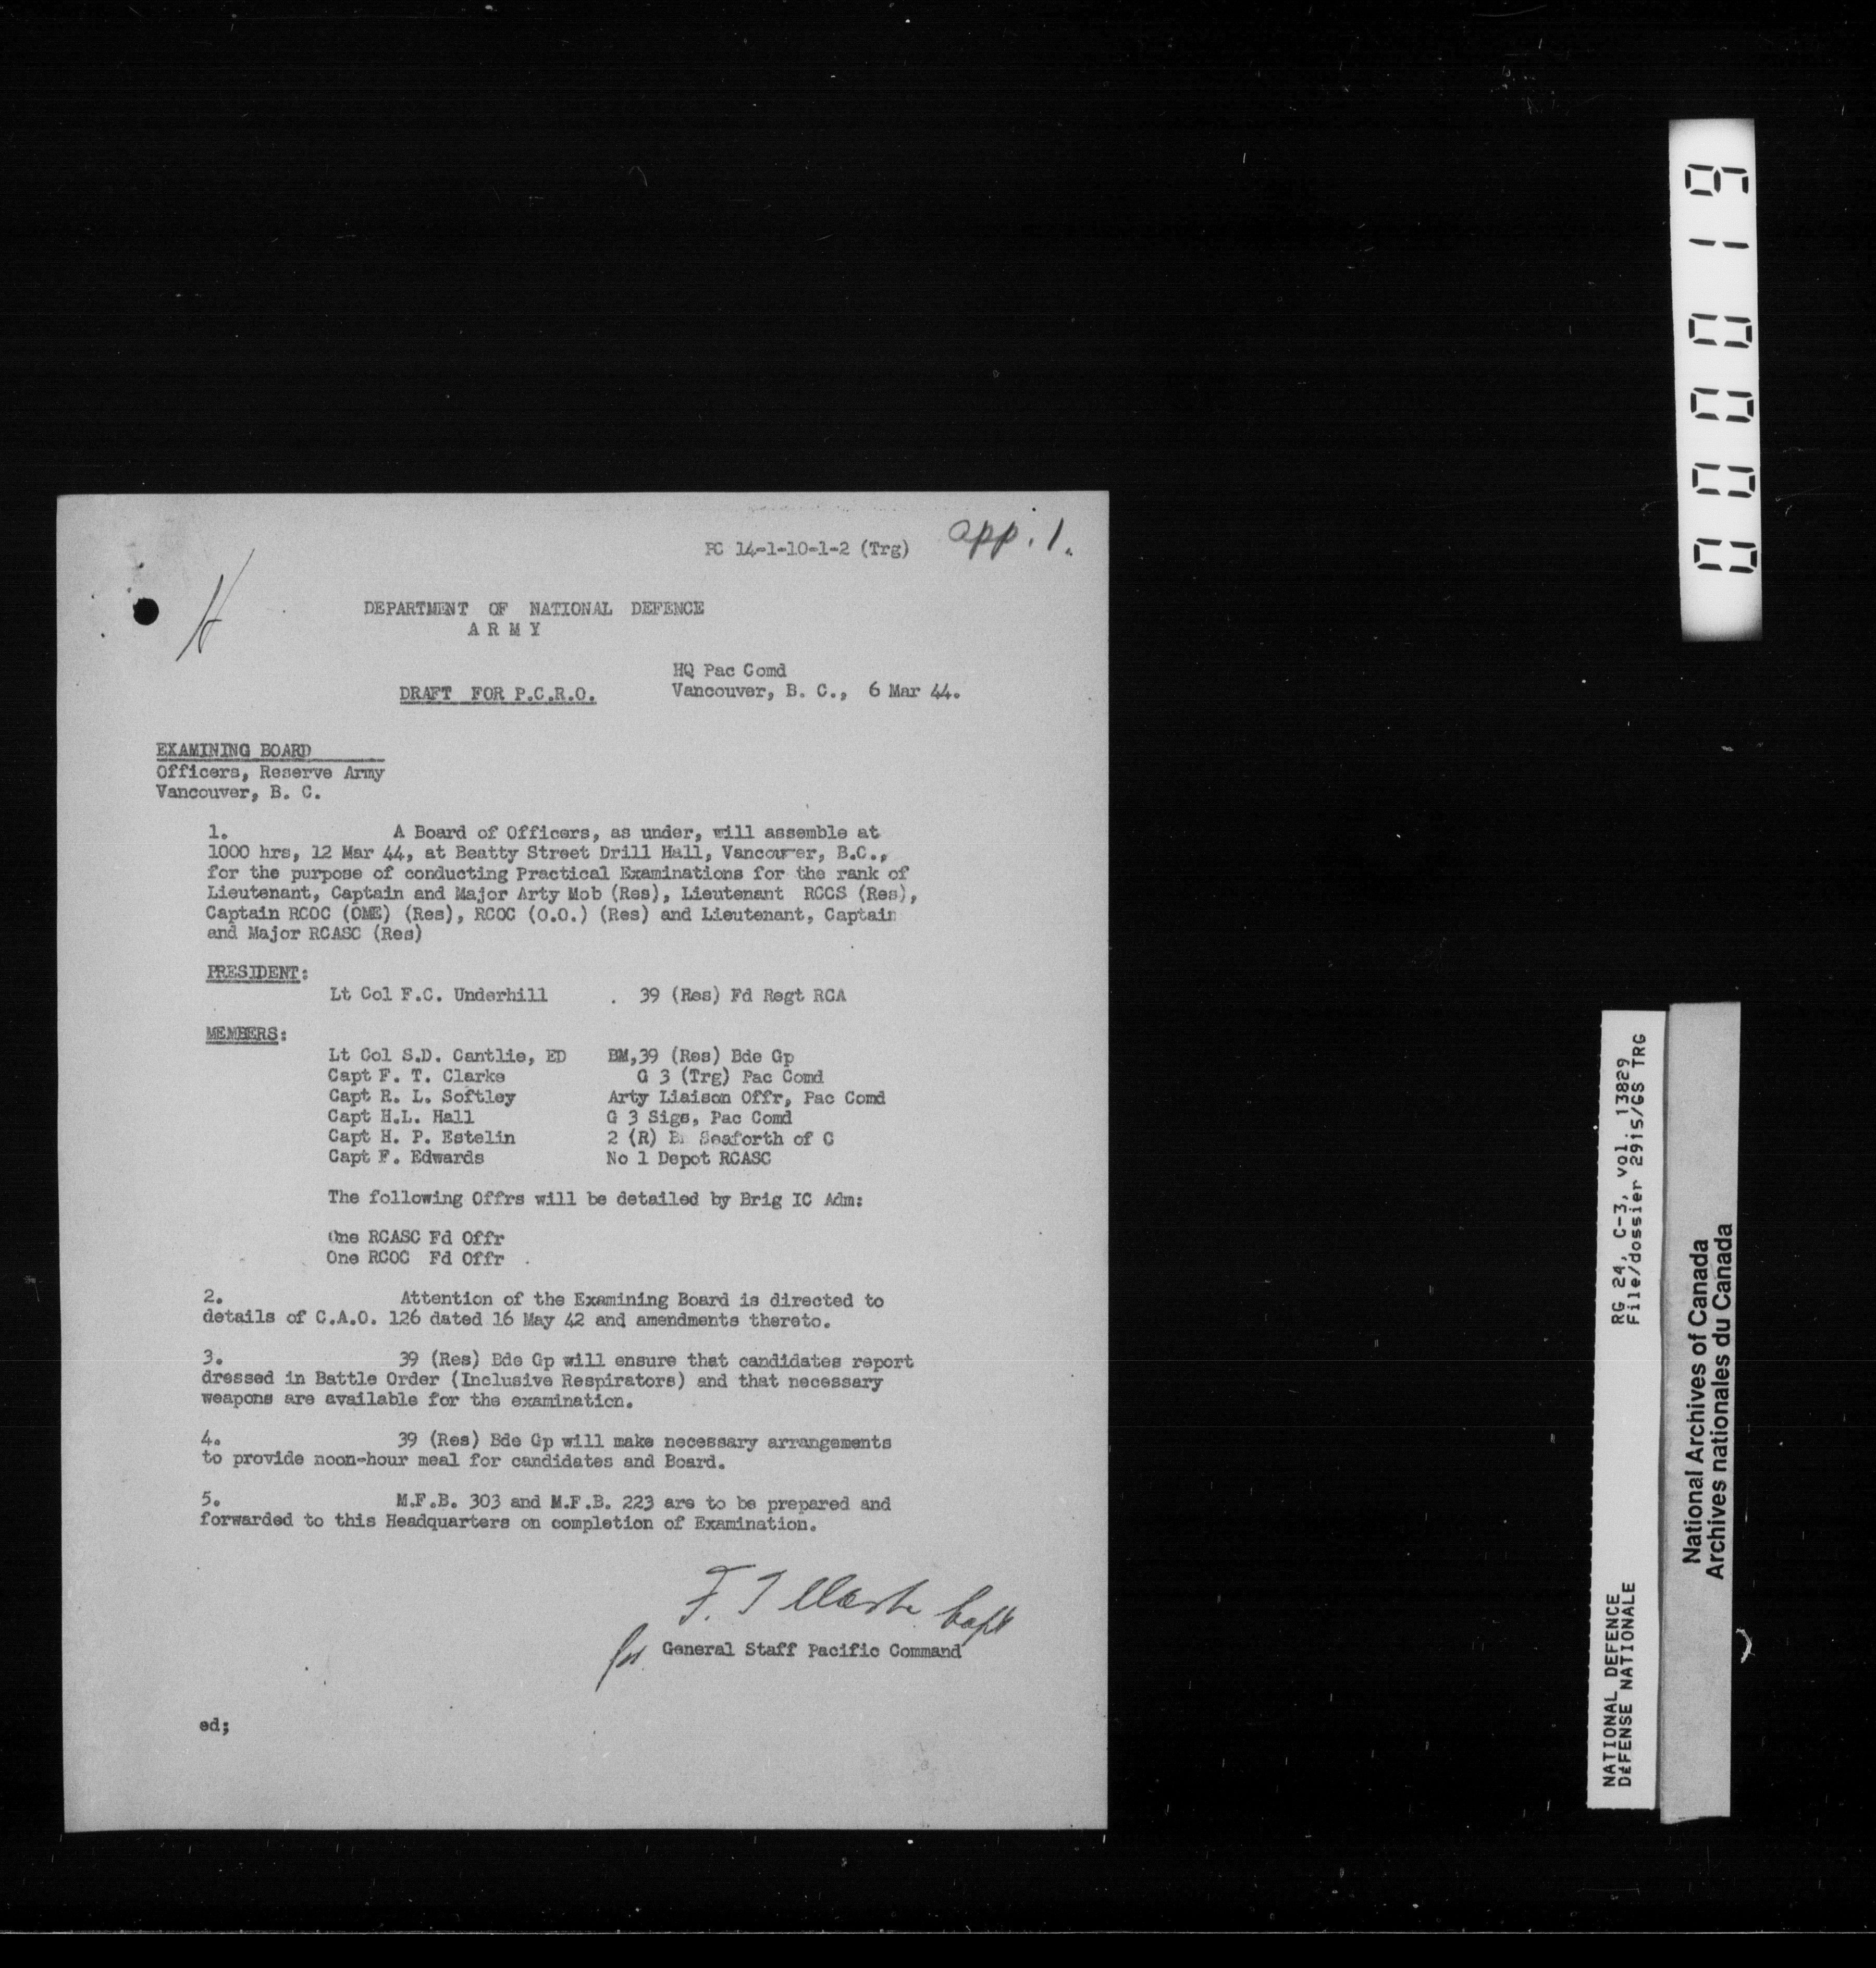 PC 14-1-10-1-2 (Trg) app. 1.
DEPARTMENT OF NATIONAL DEFENCE
A R M Y
HQ Pac Comd
DRAFT FOR P.C.R.O. Vancouver, B. C., 6 Mar 44.
EXAMINING BOARD
Officers, Reserve Army
Vancouver, B. C.
1. A Board of Officers, as under, will assemble at
1000 hrs, 12 Mar 44, at Beatty Street Drill Hall, Vancouver, B.C.,
for the purpose of conducting Practical Examinations for the rank of
Lieutenant, Captain and Major Arty Mob (Res), Lieutenant RCCS (Res),
Captain RCOC (OME) (Res), RCOC (O.O.) (Res) and Lieutenant, Captain
and Major RCASC (Res)
PRESIDENT:
Lt Col F.C. Underhill . 39 (Res) Fd Regt RCA
MEMBERS:
Lt Col S.D. Cantlie, ED BM,39 (Res) Bde Gp
Capt F. T. Clarke G 3 (Trg) Pac Comd
Capt R. L. Softley Arty Liaison Offr, Pac Comd
Capt H.L. Hall G 3 Sigs, Pac Comd
Capt H. P. Estelin 2 (R) Bn Seaforth of C
Capt F. Edwards No 1 Depot RCASC
The following Offrs will be detailed by Brig IC Adm:
One RCASC Fd Offr
One RCOC Fd Offr .
2. Attention of the Examining Board is directed to
details of C.A.O. 126 dated 16 May 42 and amendments thereto.
3. 39 (Res) Bde Gp will ensure that candidates report
dressed in Battle Order (Inclusive Respirators) and that necessary
weapons are available for the examination.
4. 39 (Res) Bde Gp will make necessary arrangements
to provide noon-hour meal for candidates and Board.
5. M.F.B. 303 and M.F.B. 223 are to be prepared and
forwarded to this Headquarters on completion of Examination.
F. T Clarke Capt
for General Staff Pacific Command
ed;
000019
RG 24, C-3, vol. 13829
File/dossier 2915/GS TRG
NATIONAL DEFENCE
DÉFENSE NATIONALE
National Archives of Canada
Archives nationales du Canada